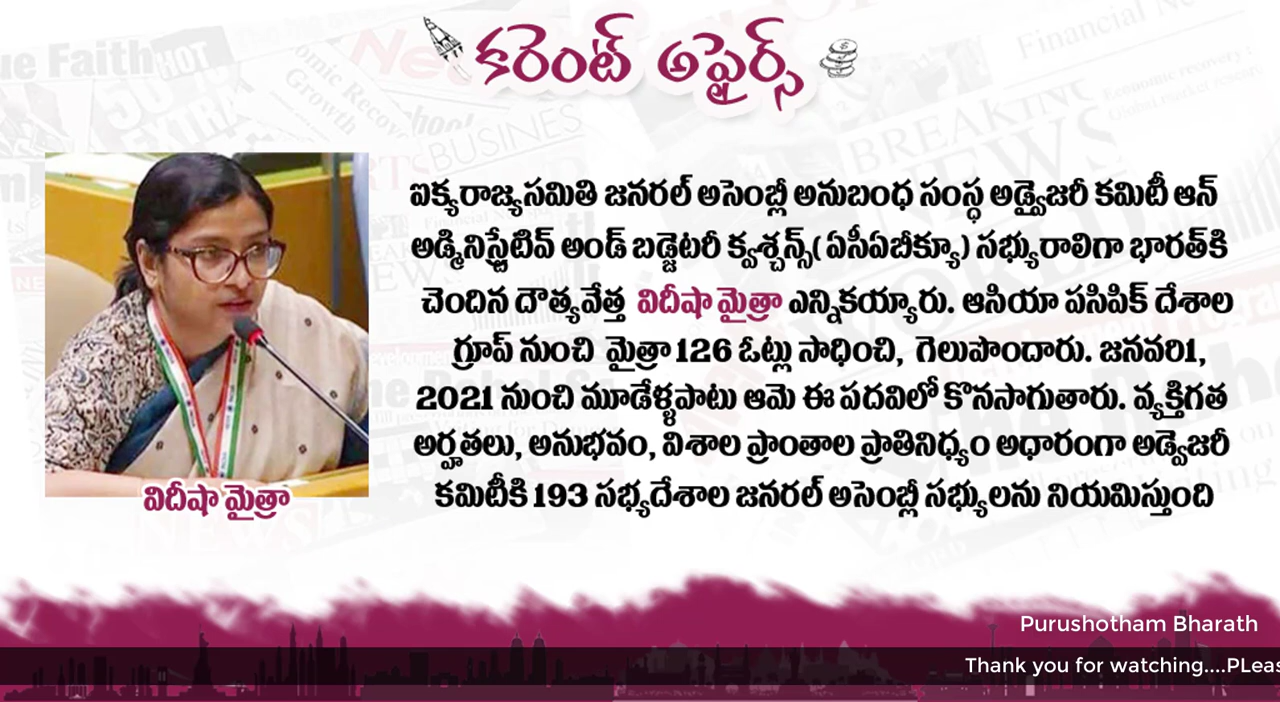 కరెంట్ అఫైర్స్
ఐక్యరాజ్యసమితి జనరల్ అసెంబ్లీ అనుబంధ సంస్థ అడ్వైజరీ కమిటీ ఆన్
అడ్మినిస్ట్రేటివ్ అండ్ బడ్జెటరీ క్వశ్చన్స్( ఏసీఏబీక్యూ) సభ్యురాలిగా భారత్‌కి
చెందిన దౌత్యవేత్త విదీషా మైత్రా ఎన్నికయ్యారు. ఆసియా పసిపిక్ దేశాల
గ్రూప్ నుంచి మైత్రా 126 ఓట్లు సాధించి, గెలుపొందారు. జనవరి1,
2021 నుంచి మూడేళ్లపాటు ఆమె ఈ పదవిలో కొనసాగుతారు. వ్యక్తిగత
అర్హతలు, అనుభవం, విశాల ప్రాంతాల ప్రాతినిధ్యం అధారంగా అడ్వైజరీ
కమిటీకి 193 సభ్యదేశాల జనరల్ అసెంబ్లీ సభ్యులను నియమిస్తుంది
విదీషా మైత్రా
Purushotham Bharath
Thank you for watching....PLeas